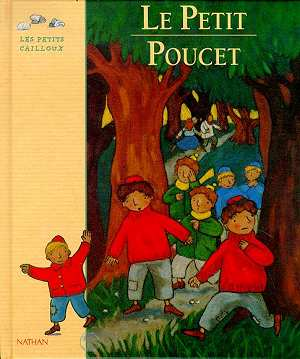 LE PETIT
POUCET
LES PETITS
CAILLOUX
NATHAN